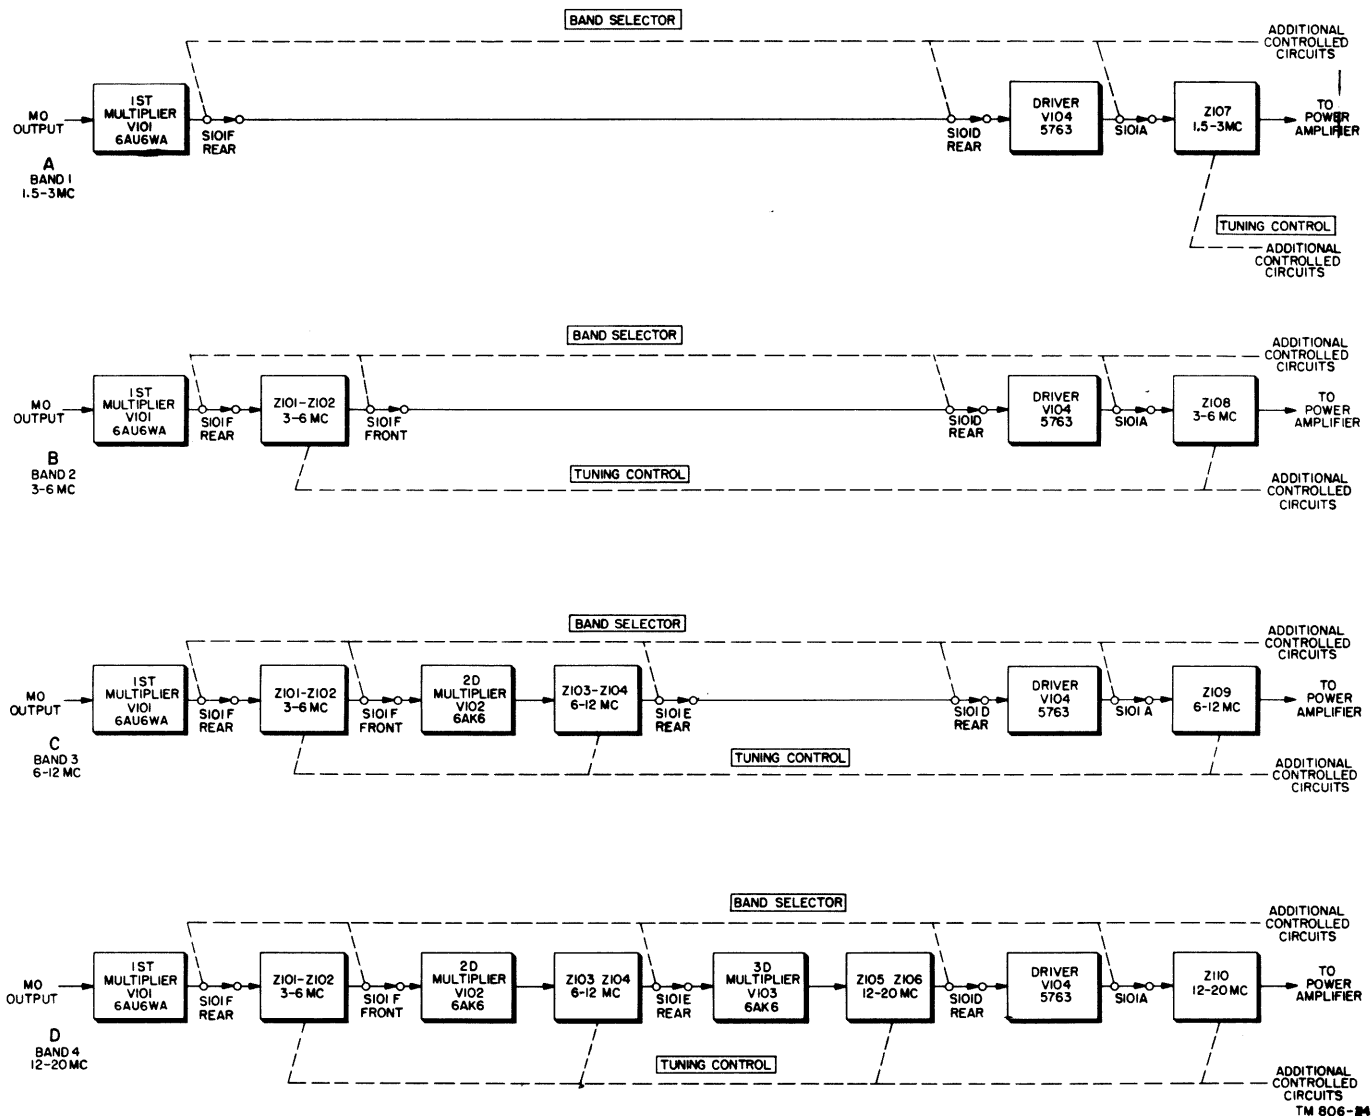 BAND SELECTOR
ADDITIONAL
CONTROLLED
CIRCUITS
MO
OUTPUT
1ST
MULTIPLIER
V101
6AU6WA
S101F
REAR
S101D
REAR
DRIVER
V104
5763
S101A
Z107
1.5-3MC
TO
POWER
AMPLIFIER
A
BAND 1
1.5-3MC
TUNING CONTROL
ADDITIONAL
CONTROLLED
CIRCUITS
BAND SELECTOR
ADDITIONAL
CONTROLLED
CIRCUITS
MO
OUTPUT
1ST
MULTIPLIER
V101
6AU6WA
S101F
REAR
Z101-Z102
3-6 MC
S101F
FRONT
S101D
REAR
DRIVER
V104
5763
S101A
Z108
3-6 MC
TO
POWER
AMPLIFIER
B
BAND 2
3-6 MC
TUNING CONTROL
ADDITIONAL
CONTROLLED
CIRCUITS
BAND SELECTOR
ADDITIONAL
CONTROLLED
CIRCUITS
MO
OUTPUT
1ST
MULTIPLIER
V101
6AU6WA
S101F
REAR
Z101-Z102
3-6 MC
S101F
FRONT
2D
MULTIPLIER
V102
6AK6
Z103-Z104
6-12 MC
S101E
REAR
S101D
REAR
DRIVER
V104
5763
S101A
Z109
6-12 MC
TO
POWER
AMPLIFIER
C
BAND 3
6-12 MC
TUNING CONTROL
ADDITIONAL
CONTROLLED
CIRCUITS
BAND SELECTOR
ADDITIONAL
CONTROLLED
CIRCUITS
MO
OUTPUT
1ST
MULTIPLIER
V101
6AU6WA
S101F
REAR
Z101-Z102
3-6 MC
S101F
FRONT
2D
MULTIPLIER
V102
6AK6
Z103 Z104
6-12 MC
S101E
REAR
3D
MULTIPLIER
V103
6AK6
Z105 Z106
12-20 MC
S101D
REAR
DRIVER
V104
5763
S101A
Z110
12-20 MC
TO
POWER
AMPLIFIER
D
BAND 4
12-20 MC
TUNING CONTROL
ADDITIONAL
CONTROLLED
CIRCUITS
TM 806-